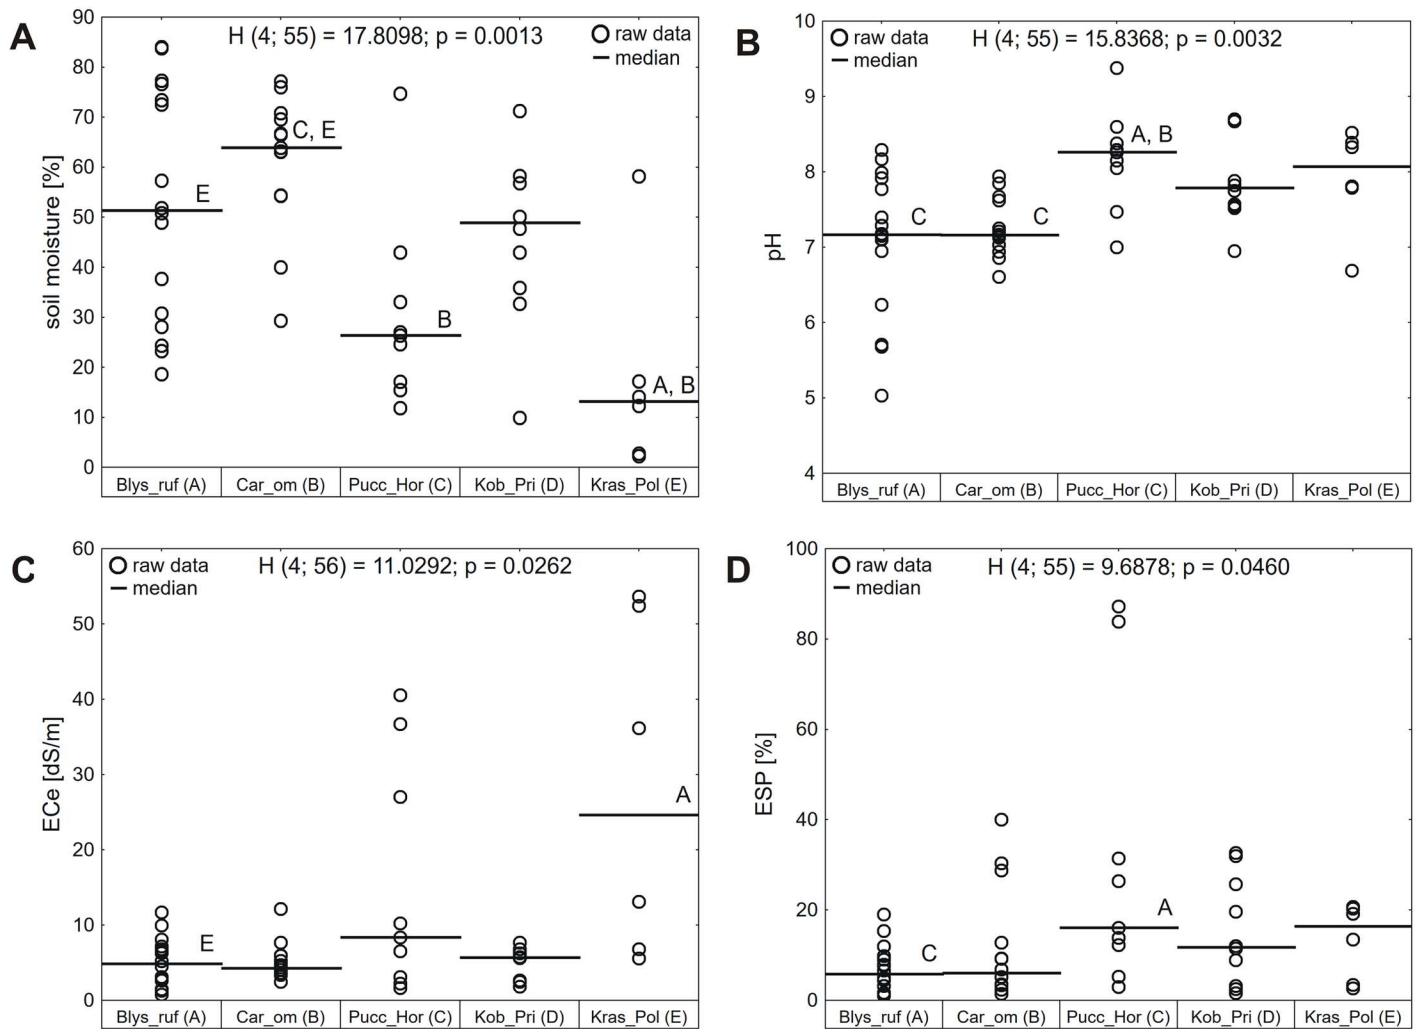 A
H (4; 55) = 17.8098; p = 0.0013
raw data
median
soil moisture [%]
90
80
70
60
50
40
30
20
10
0
E
C, E
B
A, B
Blys_ruf (A) Car_om (B) Pucc_Hor (C) Kob_Pri (D) Kras_Pol (E)
B
raw data
median
H (4; 55) = 15.8368; p = 0.0032
pH
10
9
8
7
6
5
4
C
C
A, B
Blys_ruf (A) Car_om (B) Pucc_Hor (C) Kob_Pri (D) Kras_Pol (E)
C
raw data
median
H (4; 56) = 11.0292; p = 0.0262
ECe [dS/m]
60
50
40
30
20
10
0
E
A
Blys_ruf (A) Car_om (B) Pucc_Hor (C) Kob_Pri (D) Kras_Pol (E)
D
raw data
median
H (4; 55) = 9.6878; p = 0.0460
ESP [%]
100
80
60
40
20
0
C
A
Blys_ruf (A) Car_om (B) Pucc_Hor (C) Kob_Pri (D) Kras_Pol (E)